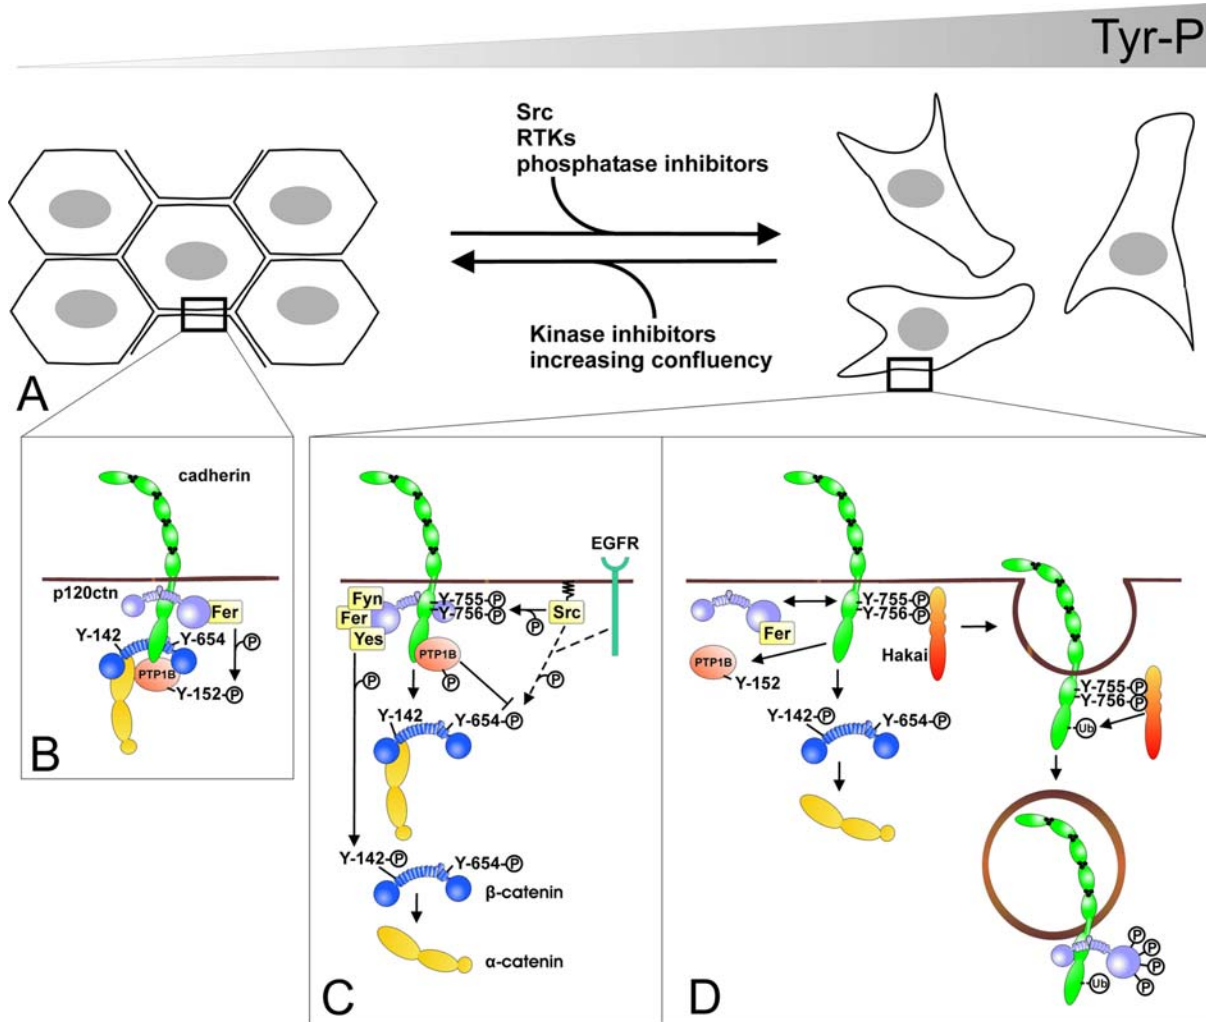 Tyr-P
Src
RTKs
phosphatase inhibitors
Kinase inhibitors
increasing confluency
A
cadherin
p120ctn
Fer
Y-142
Y-654
P
PTP1B
Y-152-P
B
EGFR
Fyn
Fer
Yes
Y-755-P
Y-756-P
P
Src
PTP1B
P
P
P
Y-142
Y-654-P
Y-142-P
Y-654-P
β-catenin
α-catenin
C
Y-755-P
Y-756-P
Fer
Hakai
PTP1B
Y-152
Y-142-P
Y-654-P
Y-755-P
Y-756-P
Ub
P
P
P
P
Ub
D